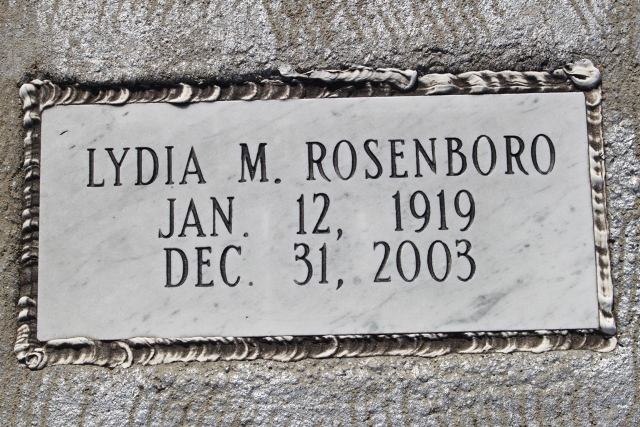 LYDIA M. ROSENBORO
JAN. 12, 1919
DEC. 31, 2003